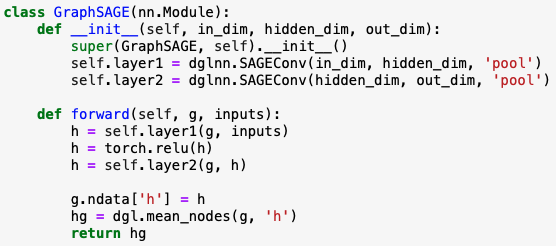 class GraphSAGE(nn.Module):
    def __init__(self, in_dim, hidden_dim, out_dim):
        super(GraphSAGE, self).__init__()
        self.layer1 = dglnn.SAGEConv(in_dim, hidden_dim, 'pool')
        self.layer2 = dglnn.SAGEConv(hidden_dim, out_dim, 'pool')

    def forward(self, g, inputs):
        h = self.layer1(g, inputs)
        h = torch.relu(h)
        h = self.layer2(g, h)

        g.ndata['h'] = h
        hg = dgl.mean_nodes(g, 'h')
        return hg